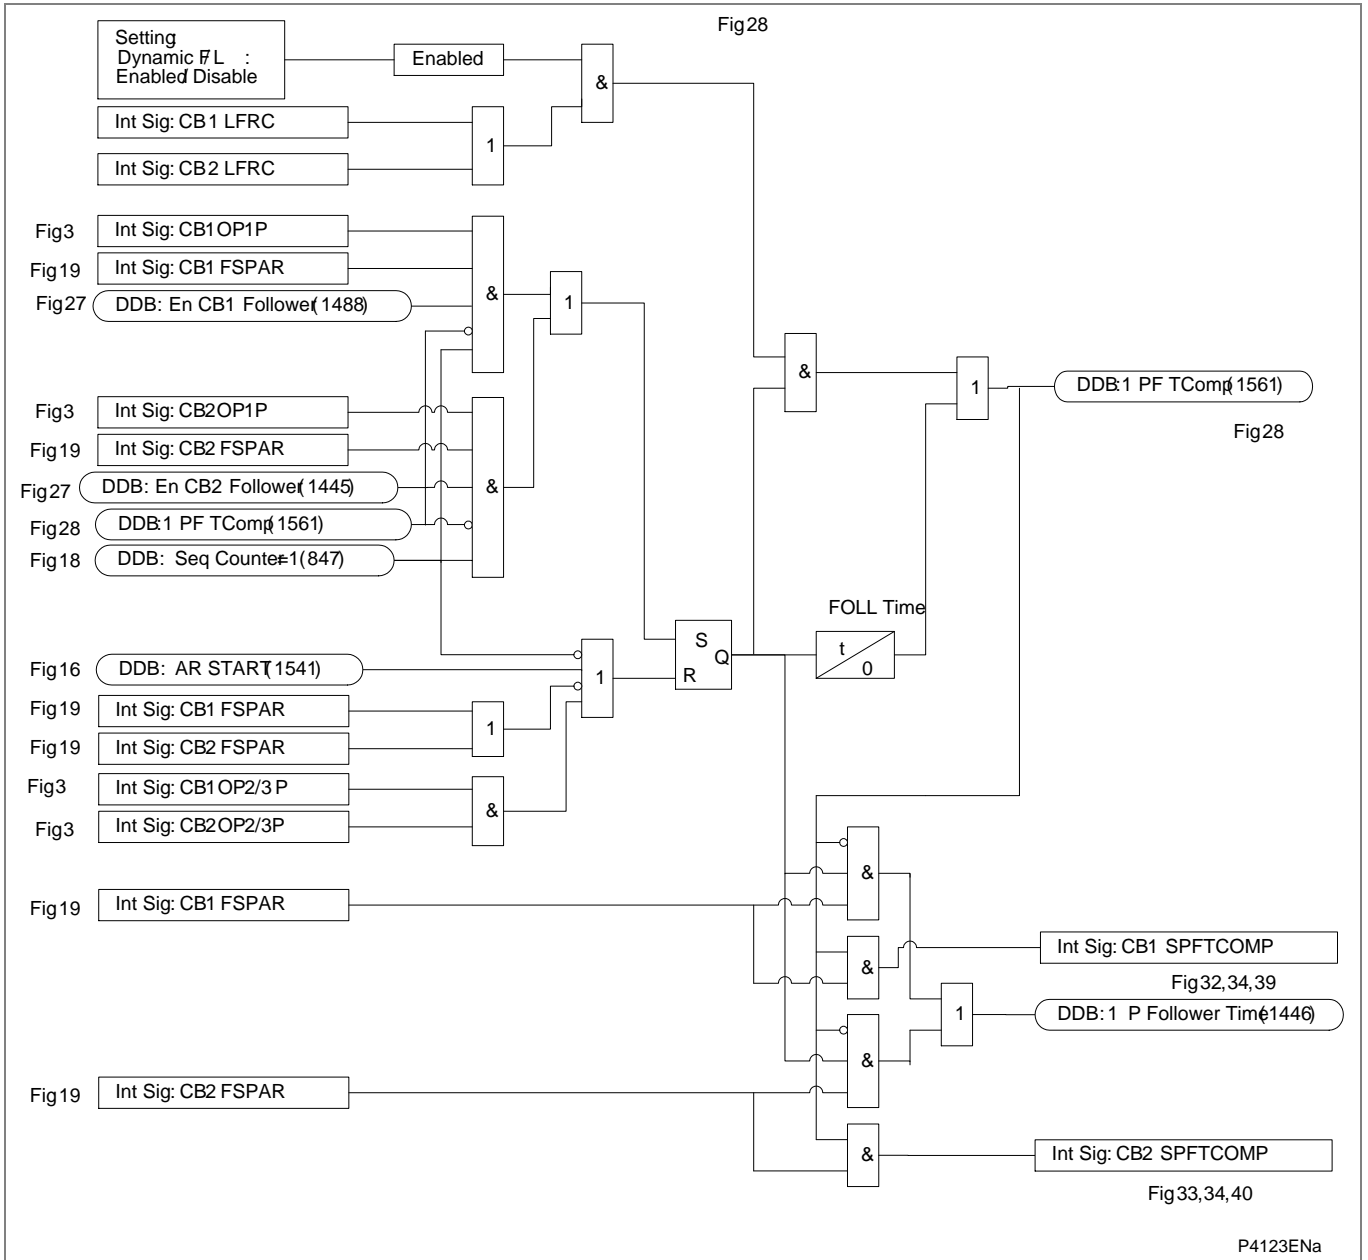 Fig28
Setting:
Dynamic F/L :
Enabled/Disable
Enabled
&
Int Sig: CB1 LFRC
1
Int Sig: CB2 LFRC
Fig3
Int Sig: CB1OP1P
Fig19
Int Sig: CB1 FSPAR
Fig27
DDB: En CB1 Follower(1488)
&
1
Fig3
Int Sig: CB2OP1P
Fig19
Int Sig: CB2 FSPAR
Fig27
DDB: En CB2 Follower(1445)
&
Fig28
DDB:1 PF TComp(1561)
Fig18
DDB: Seq Counter=1(847)
&
1
DDB:1 PF TComp(1561)
Fig28
FOLL Time
t
0
S
Q
R
Fig16
DDB: AR START(1541)
1
Fig19
Int Sig: CB1 FSPAR
1
Fig19
Int Sig: CB2 FSPAR
Fig3
Int Sig: CB1OP2/3P
&
Fig3
Int Sig: CB2OP2/3P
&
Fig19
Int Sig: CB1 FSPAR
&
Int Sig: CB1 SPFTCOMP
Fig32,34,39
1
DDB:1 P Follower Time(1446)
&
Fig19
Int Sig: CB2 FSPAR
&
Int Sig: CB2 SPFTCOMP
Fig33,34,40
P4123ENa